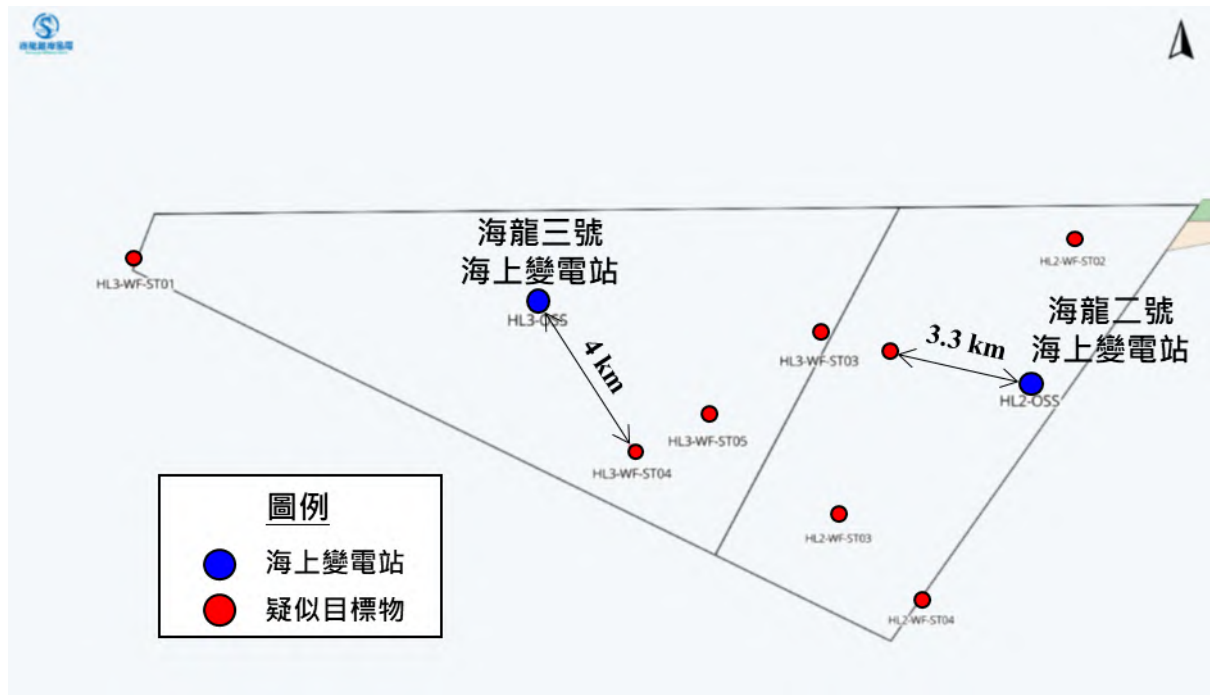 海龍三號
海上變電站
HL3-OSS
HL3-WF-ST01
HL2-WF-ST02
海龍二號
海上變電站
HL2-OSS
3.3 km
4 km
HL3-WF-ST03
HL3-WF-ST05
HL3-WF-ST04
HL2-WF-ST03
HL2-WF-ST04
圖例
海上變電站
疑似目標物